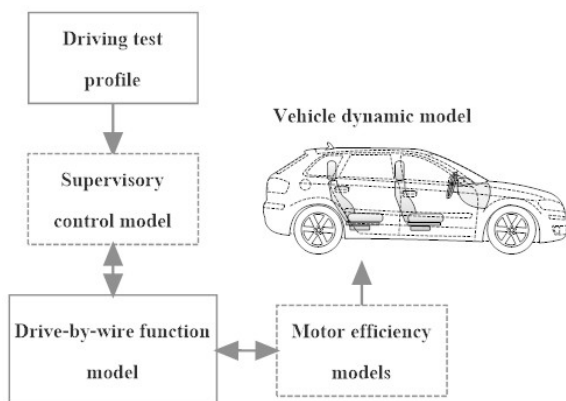 Driving test
profile
Vehicle dynamic model
Supervisory
control model
Drive-by-wire function
model
Motor efficiency
models